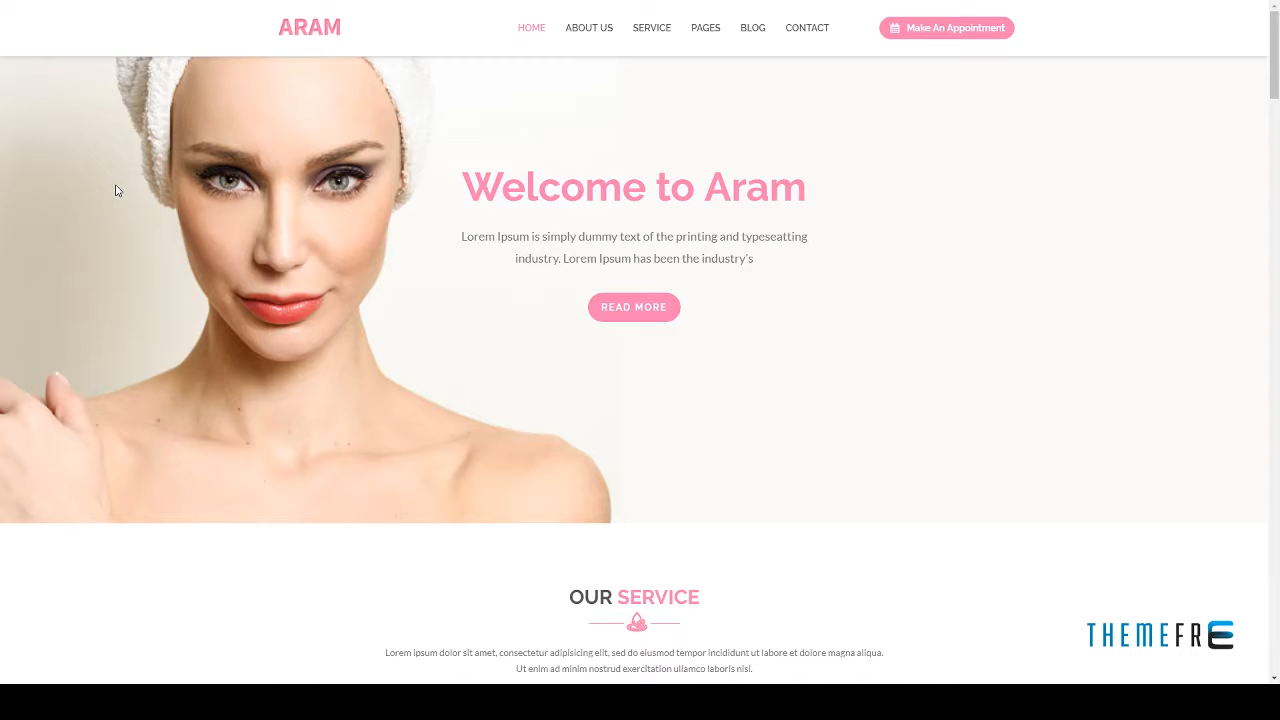 ARAM
HOME ABOUT US SERVICE PAGES BLOG CONTACT Make An Appointment
Welcome to Aram
Lorem Ipsum is simply dummy text of the printing and typeseatting
industry. Lorem Ipsum has been the industry's
READ MORE
OUR SERVICE
Lorem ipsum dolor sit amet, consectetur adipisicing elit, sed do eiusmod tempor incididunt ut labore et dolore magna aliqua.
Ut enim ad minim nostrud exercitation ullamco laboris nisi.
THEMEFRE